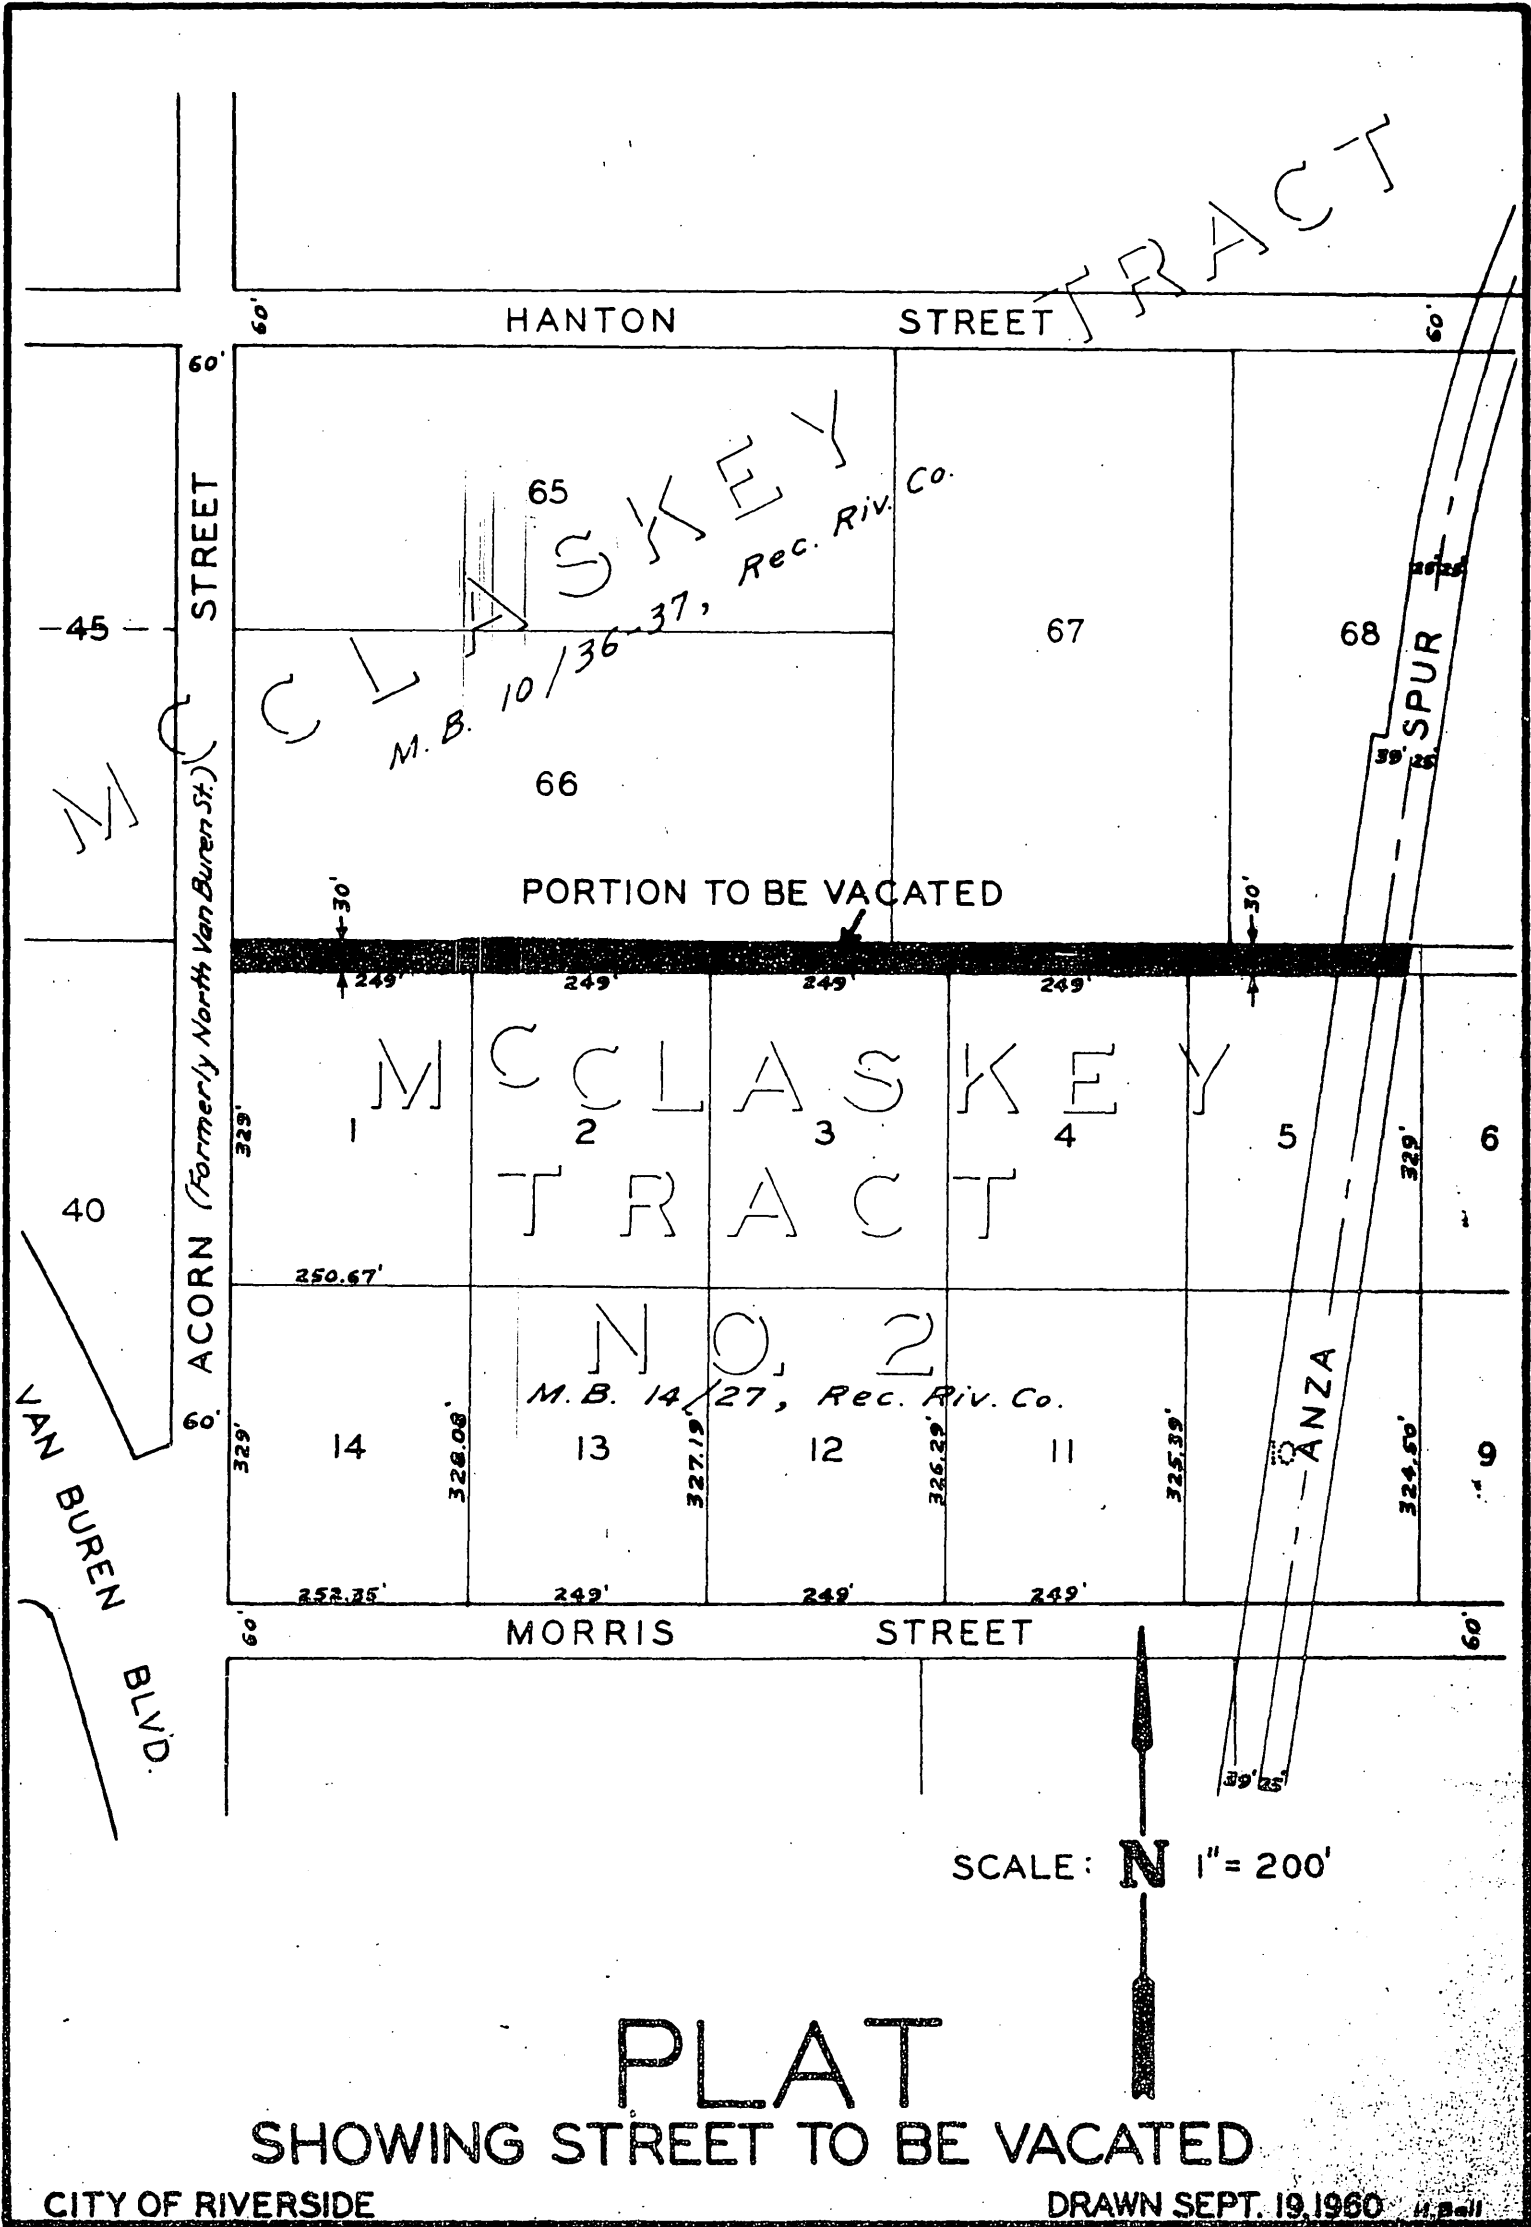 McCLASKEY TRACT
M.B. 10/36-37, Rec. Riv. Co.
60'
HANTON STREET
60'
60'
65
STREET
-45-
67
68
25' 25'
SPUR
39' 25'
66
(Formerly North Van Buren St.)
30'
PORTION TO BE VACATED
30'
249' 249' 249' 249'
McCLASKEY
329'
1 2 3 4 5 6
329'
TRACT
40
ACORN
250.67'
NO. 2
M.B. 14/27, Rec. Riv. Co.
ANZA
60'
329'
14
328.08'
13
327.19'
12
326.29'
11
325.39'
324.50'
9
VAN BUREN BLV'D.
252.35' 249' 249' 249'
60'
MORRIS STREET
60'
39' 25'
SCALE: N 1"= 200'
PLAT
SHOWING STREET TO BE VACATED
CITY OF RIVERSIDE
DRAWN SEPT. 19, 1960 H. Ball